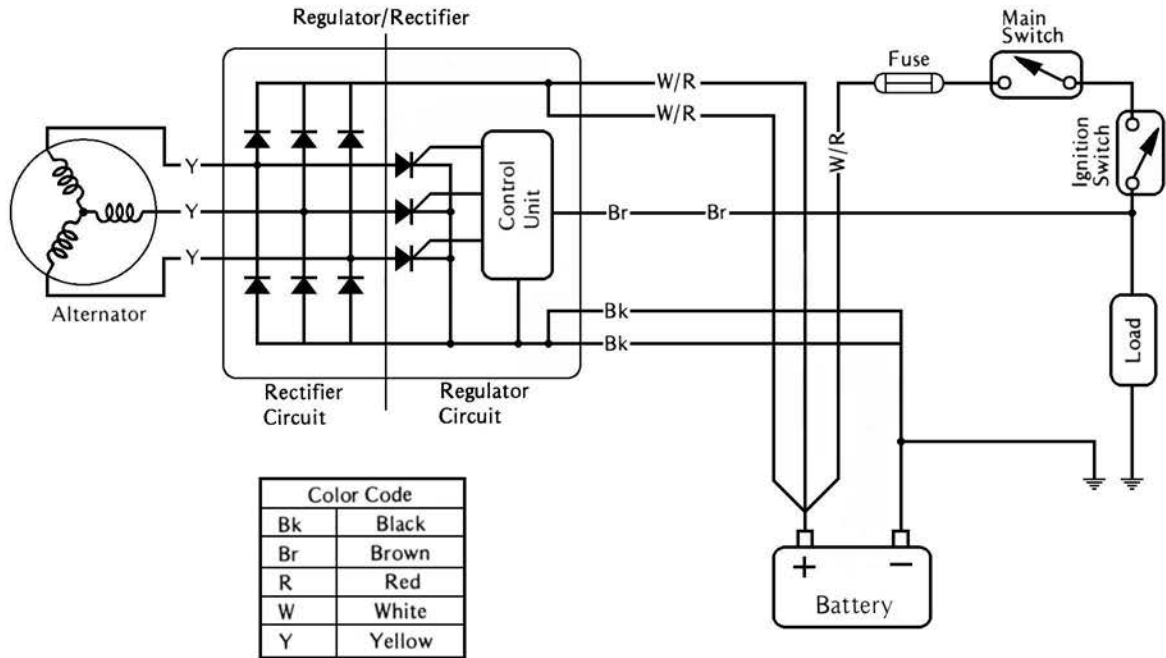 Regulator/Rectifier
Main
Switch
Fuse
W/R
W/R
W/R
Ignition
Switch
Y
Y
Y
Control
Unit
Br
Br
Alternator
Bk
Bk
Load
Rectifier
Circuit
Regulator
Circuit
+
−
Battery
Color Code
Bk Black
Br Brown
R Red
W White
Y Yellow